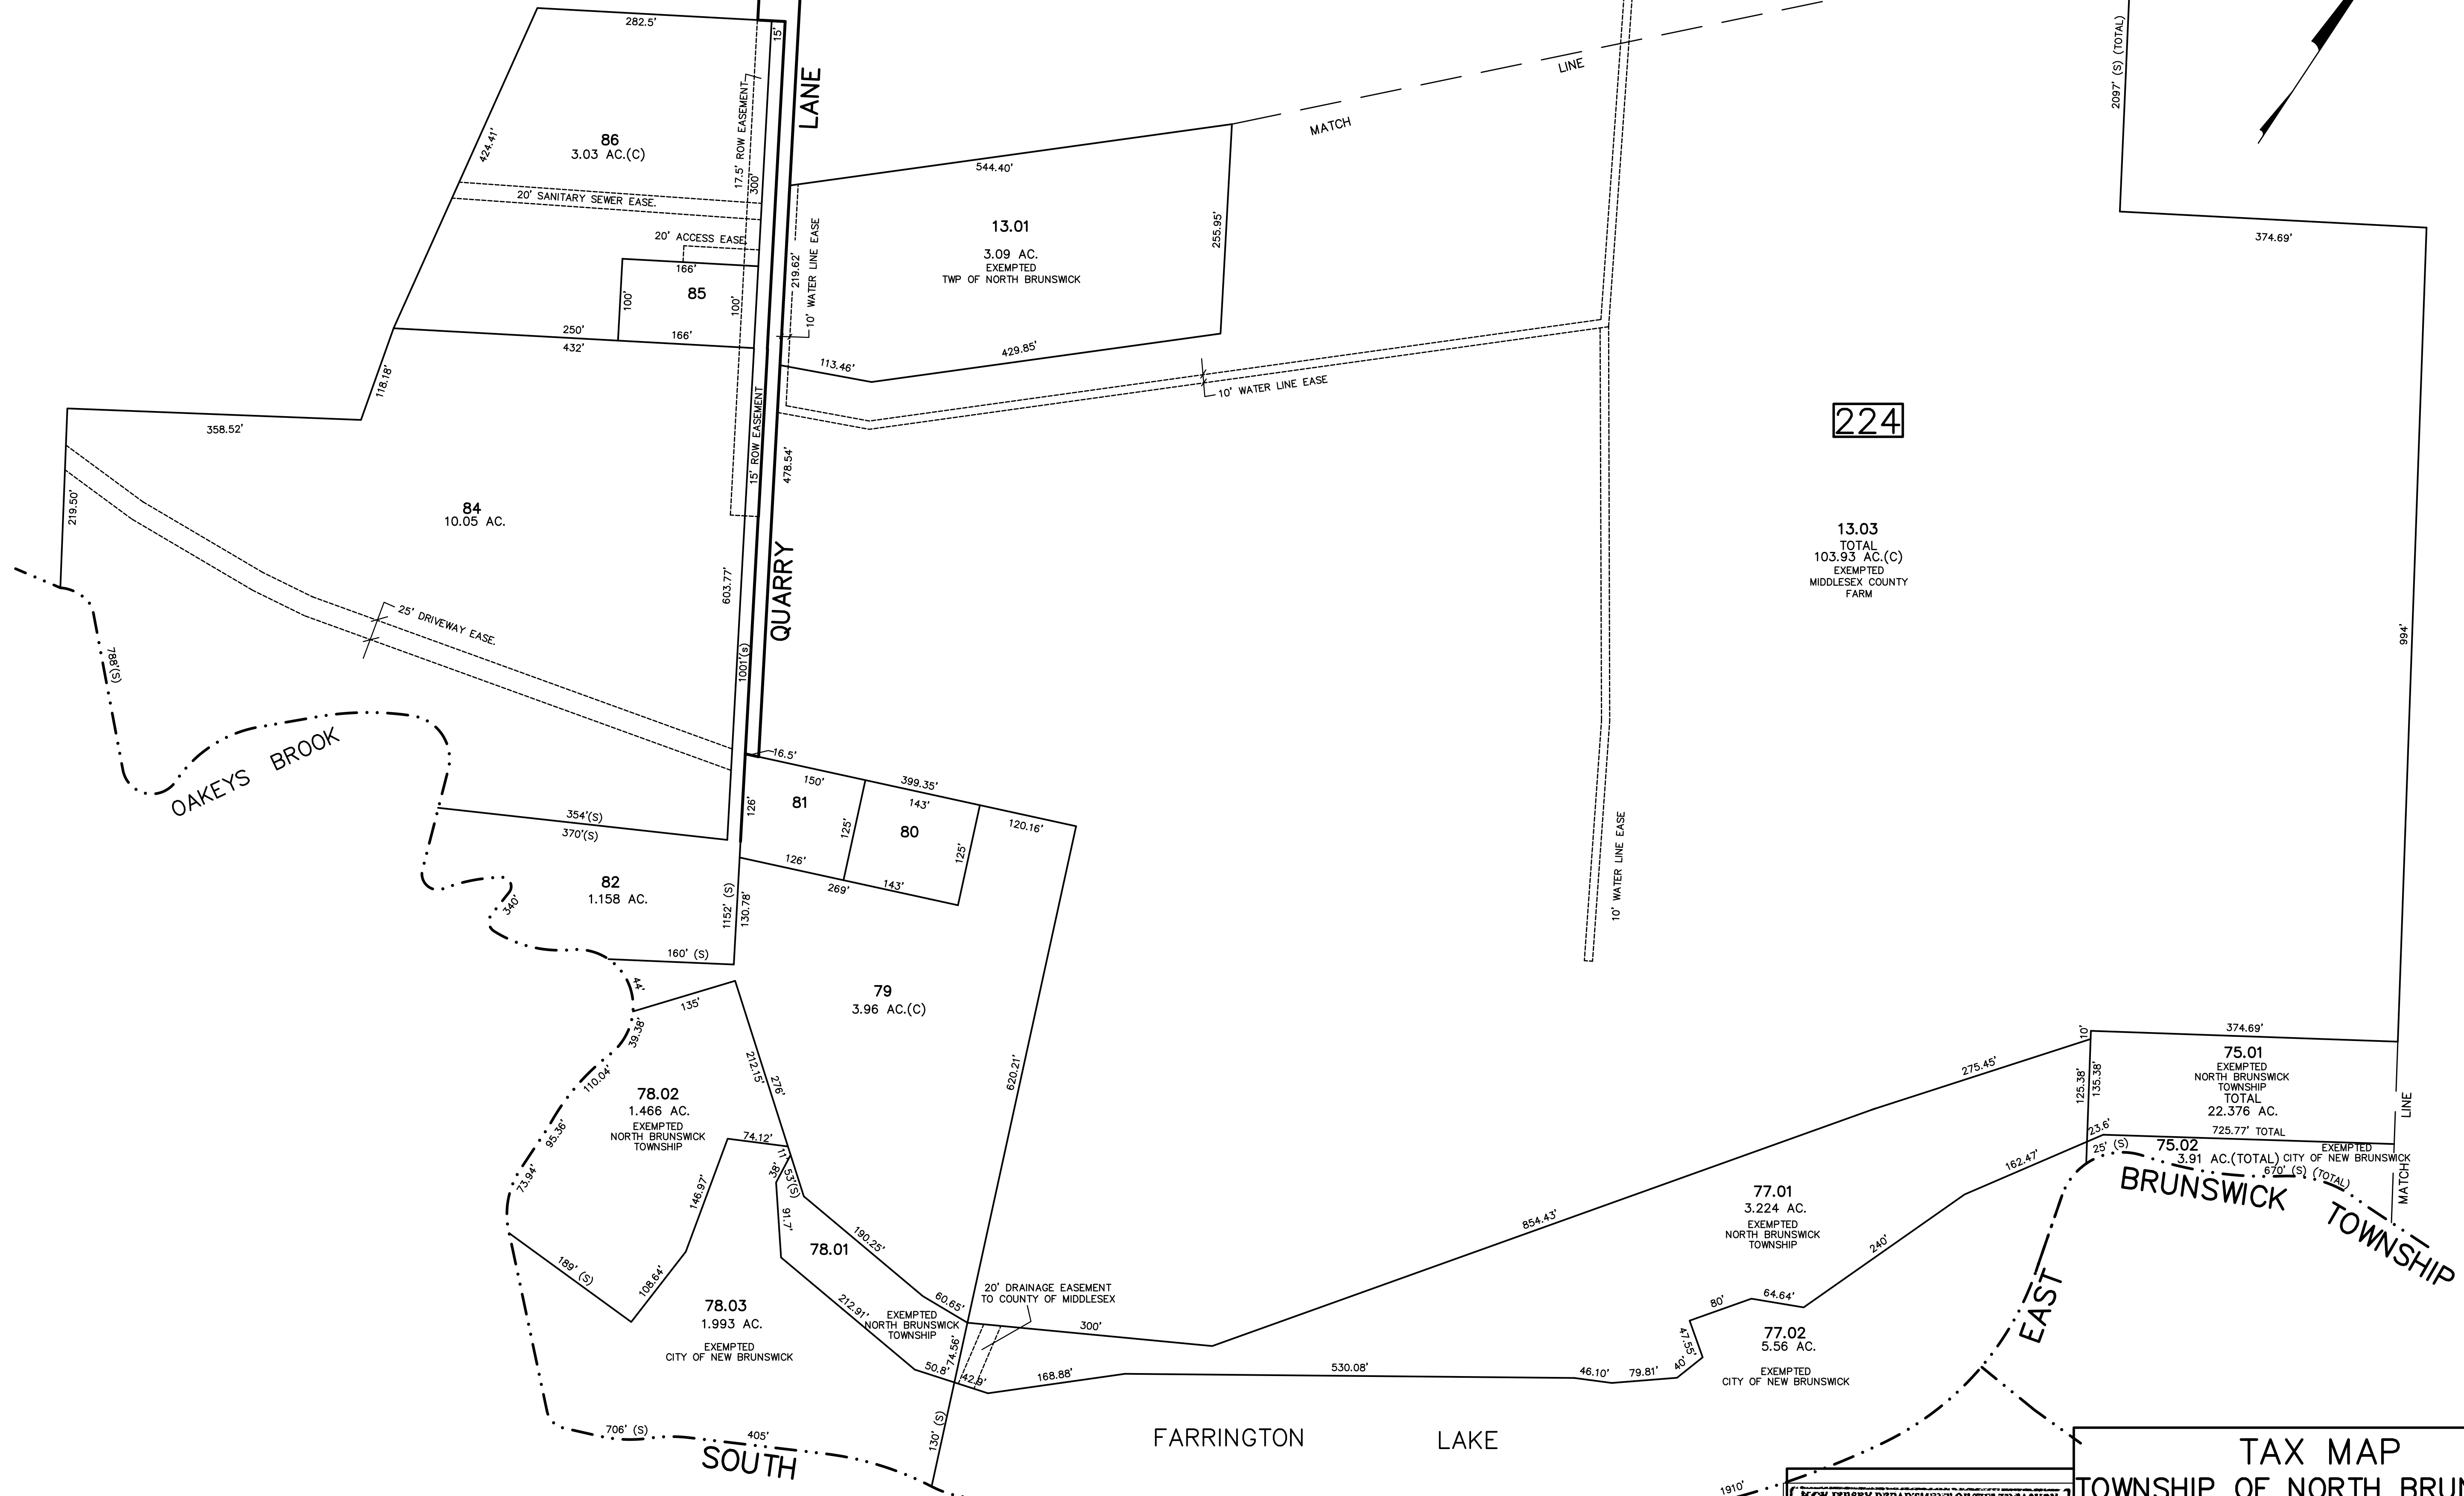 282.5'
15'
LANE
424.41'
86
3.03 AC.(C)
17.5' ROW EASEMENT
300'
20' SANITARY SEWER EASE.
20' ACCESS EASE.
166'
85
100'
100'
250'
166'
432'
118.18'
358.52'
219.50'
84
10.05 AC.
15' ROW EASEMENT
25' DRIVEWAY EASE.
603.77'
1001'(s)
QUARRY
788'(S)
OAKEYS BROOK
MATCH
LINE
544.40'
13.01
3.09 AC.
EXEMPTED
TWP OF NORTH BRUNSWICK
255.95'
219.62'
10' WATER LINE EASE
113.46'
429.85'
10' WATER LINE EASE
478.54'
2097' (S) (TOTAL)
374.69'
224
13.03
TOTAL
103.93 AC.(C)
EXEMPTED
MIDDLESEX COUNTY
FARM
994'
10' WATER LINE EASE
16.5'
150'
399.35'
81
143'
126'
125'
80
120.16'
125'
126'
269'
143'
354'(S)
370'(S)
82
1.158 AC.
340'
1152' (S)
130.78'
160' (S)
44'
135'
39.38'
79
3.96 AC.(C)
620.21'
212.15'
276'
110.04'
78.02
1.466 AC.
EXEMPTED
NORTH BRUNSWICK
TOWNSHIP
95.36'
73.94'
74.12'
11'
38'
53'(S)
146.97'
91.7'
78.01
190.25'
189' (S)
108.64'
212.91'
60.65'
EXEMPTED
NORTH BRUNSWICK
TOWNSHIP
78.03
1.993 AC.
EXEMPTED
CITY OF NEW BRUNSWICK
20' DRAINAGE EASEMENT
TO COUNTY OF MIDDLESEX
74.56'
50.8'
42.9'
300'
168.88'
530.08'
46.10'
79.81'
40'
47.55'
80'
64.64'
240'
162.47'
854.43'
275.45'
77.01
3.224 AC.
EXEMPTED
NORTH BRUNSWICK
TOWNSHIP
77.02
5.56 AC.
EXEMPTED
CITY OF NEW BRUNSWICK
10'
374.69'
75.01
EXEMPTED
NORTH BRUNSWICK
TOWNSHIP
TOTAL
22.376 AC.
125.38'
135.38'
23.6'
725.77' TOTAL
25' (S)
75.02
3.91 AC.(TOTAL)
EXEMPTED
CITY OF NEW BRUNSWICK
670' (S) (TOTAL)
MATCH
LINE
EAST
BRUNSWICK
TOWNSHIP
706' (S)
405'
SOUTH
130' (S)
FARRINGTON LAKE
1910'
TAX MAP
TOWNSHIP OF NORTH BRUN